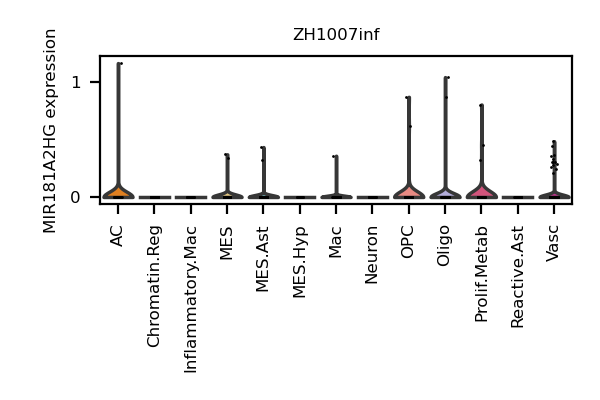 ZH1007inf
MIR181A2HG expression
1
0
AC
Chromatin.Reg
Inflammatory.Mac
MES
MES.Ast
MES.Hyp
Mac
Neuron
OPC
Oligo
Prolif.Metab
Reactive.Ast
Vasc